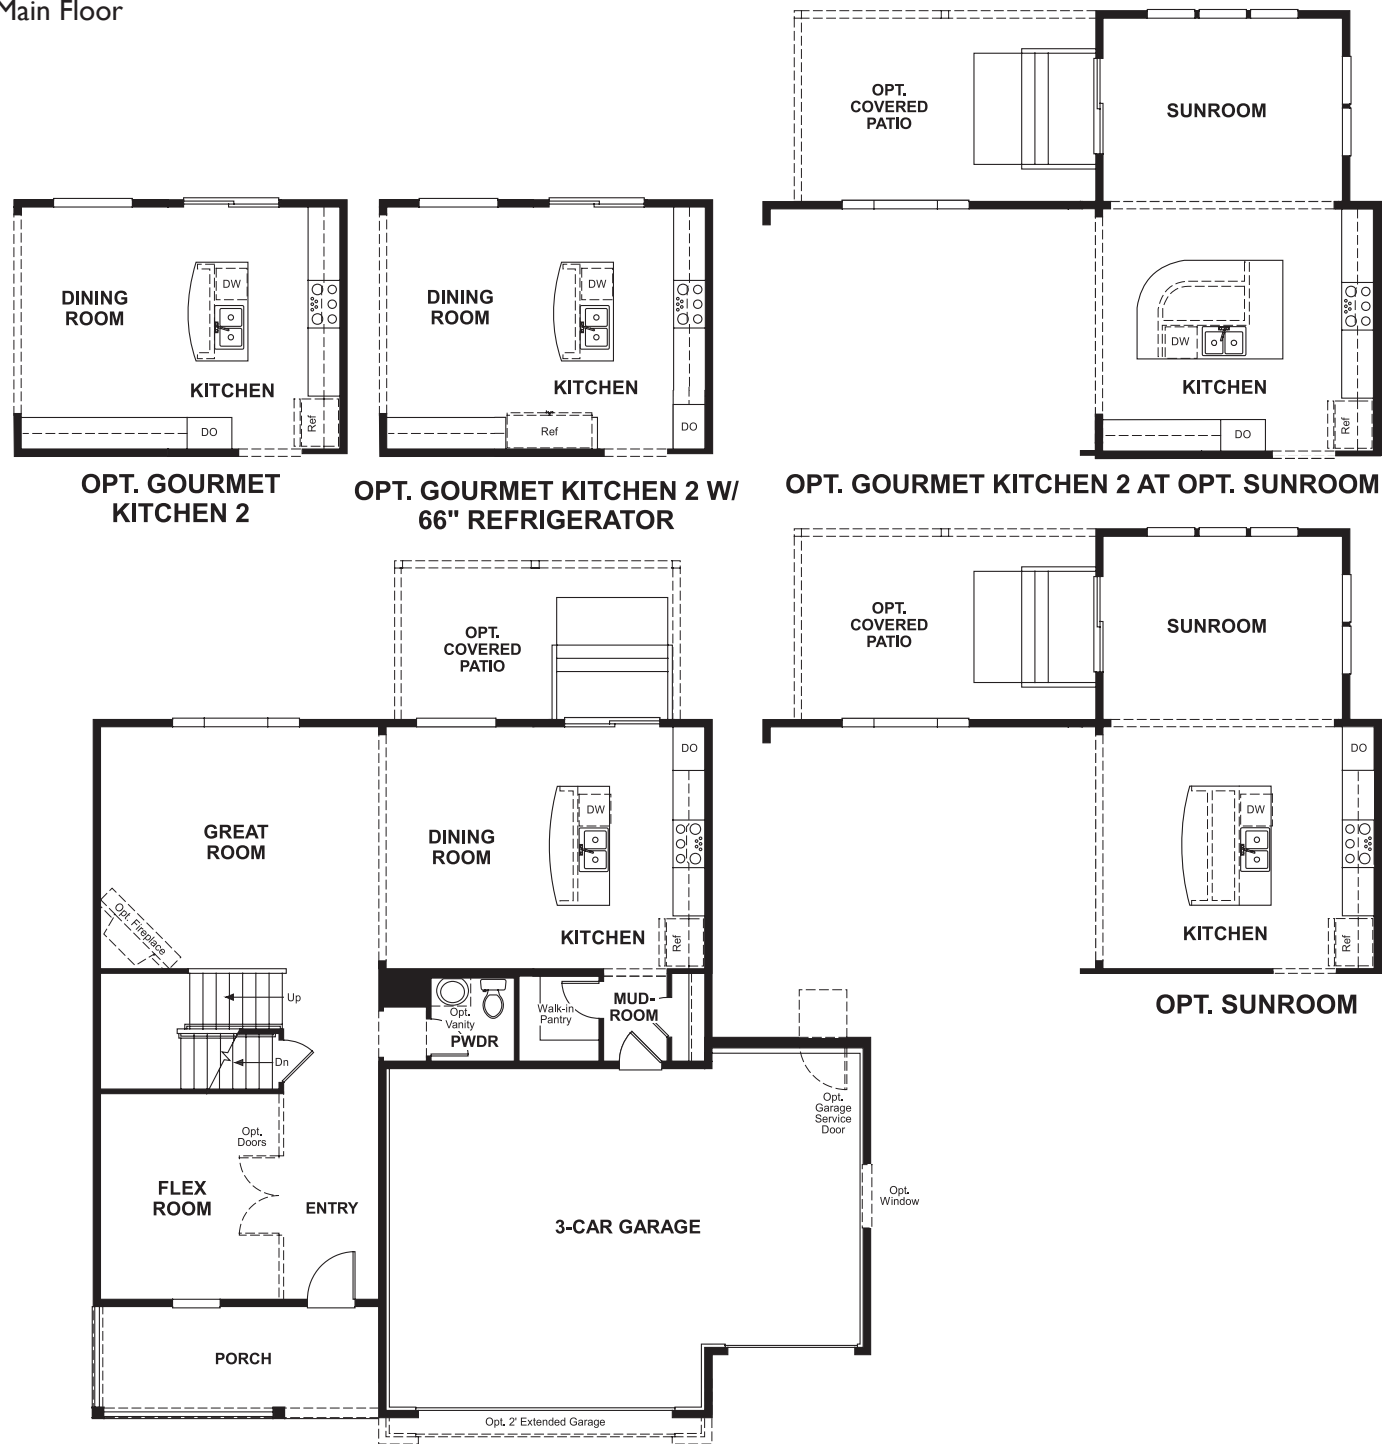 Main Floor
OPT.
COVERED
PATIO
SUNROOM
DINING
ROOM
DW
KITCHEN
DO
Ref
OPT. GOURMET
KITCHEN 2
DINING
ROOM
DW
KITCHEN
Ref
DO
OPT. GOURMET KITCHEN 2 W/
66" REFRIGERATOR
DW
KITCHEN
DO
Ref
OPT. GOURMET KITCHEN 2 AT OPT. SUNROOM
OPT.
COVERED
PATIO
SUNROOM
DO
DW
KITCHEN
Ref
OPT. SUNROOM
OPT.
COVERED
PATIO
GREAT
ROOM
Opt. Fireplace
DINING
ROOM
DO
DW
KITCHEN
Ref
Up
Dn
Opt.
Vanity
PWDR
Walk-in
Pantry
MUD-
ROOM
Opt.
Doors
FLEX
ROOM
ENTRY
3-CAR GARAGE
Opt.
Garage
Service
Door
Opt.
Window
PORCH
Opt. 2' Extended Garage